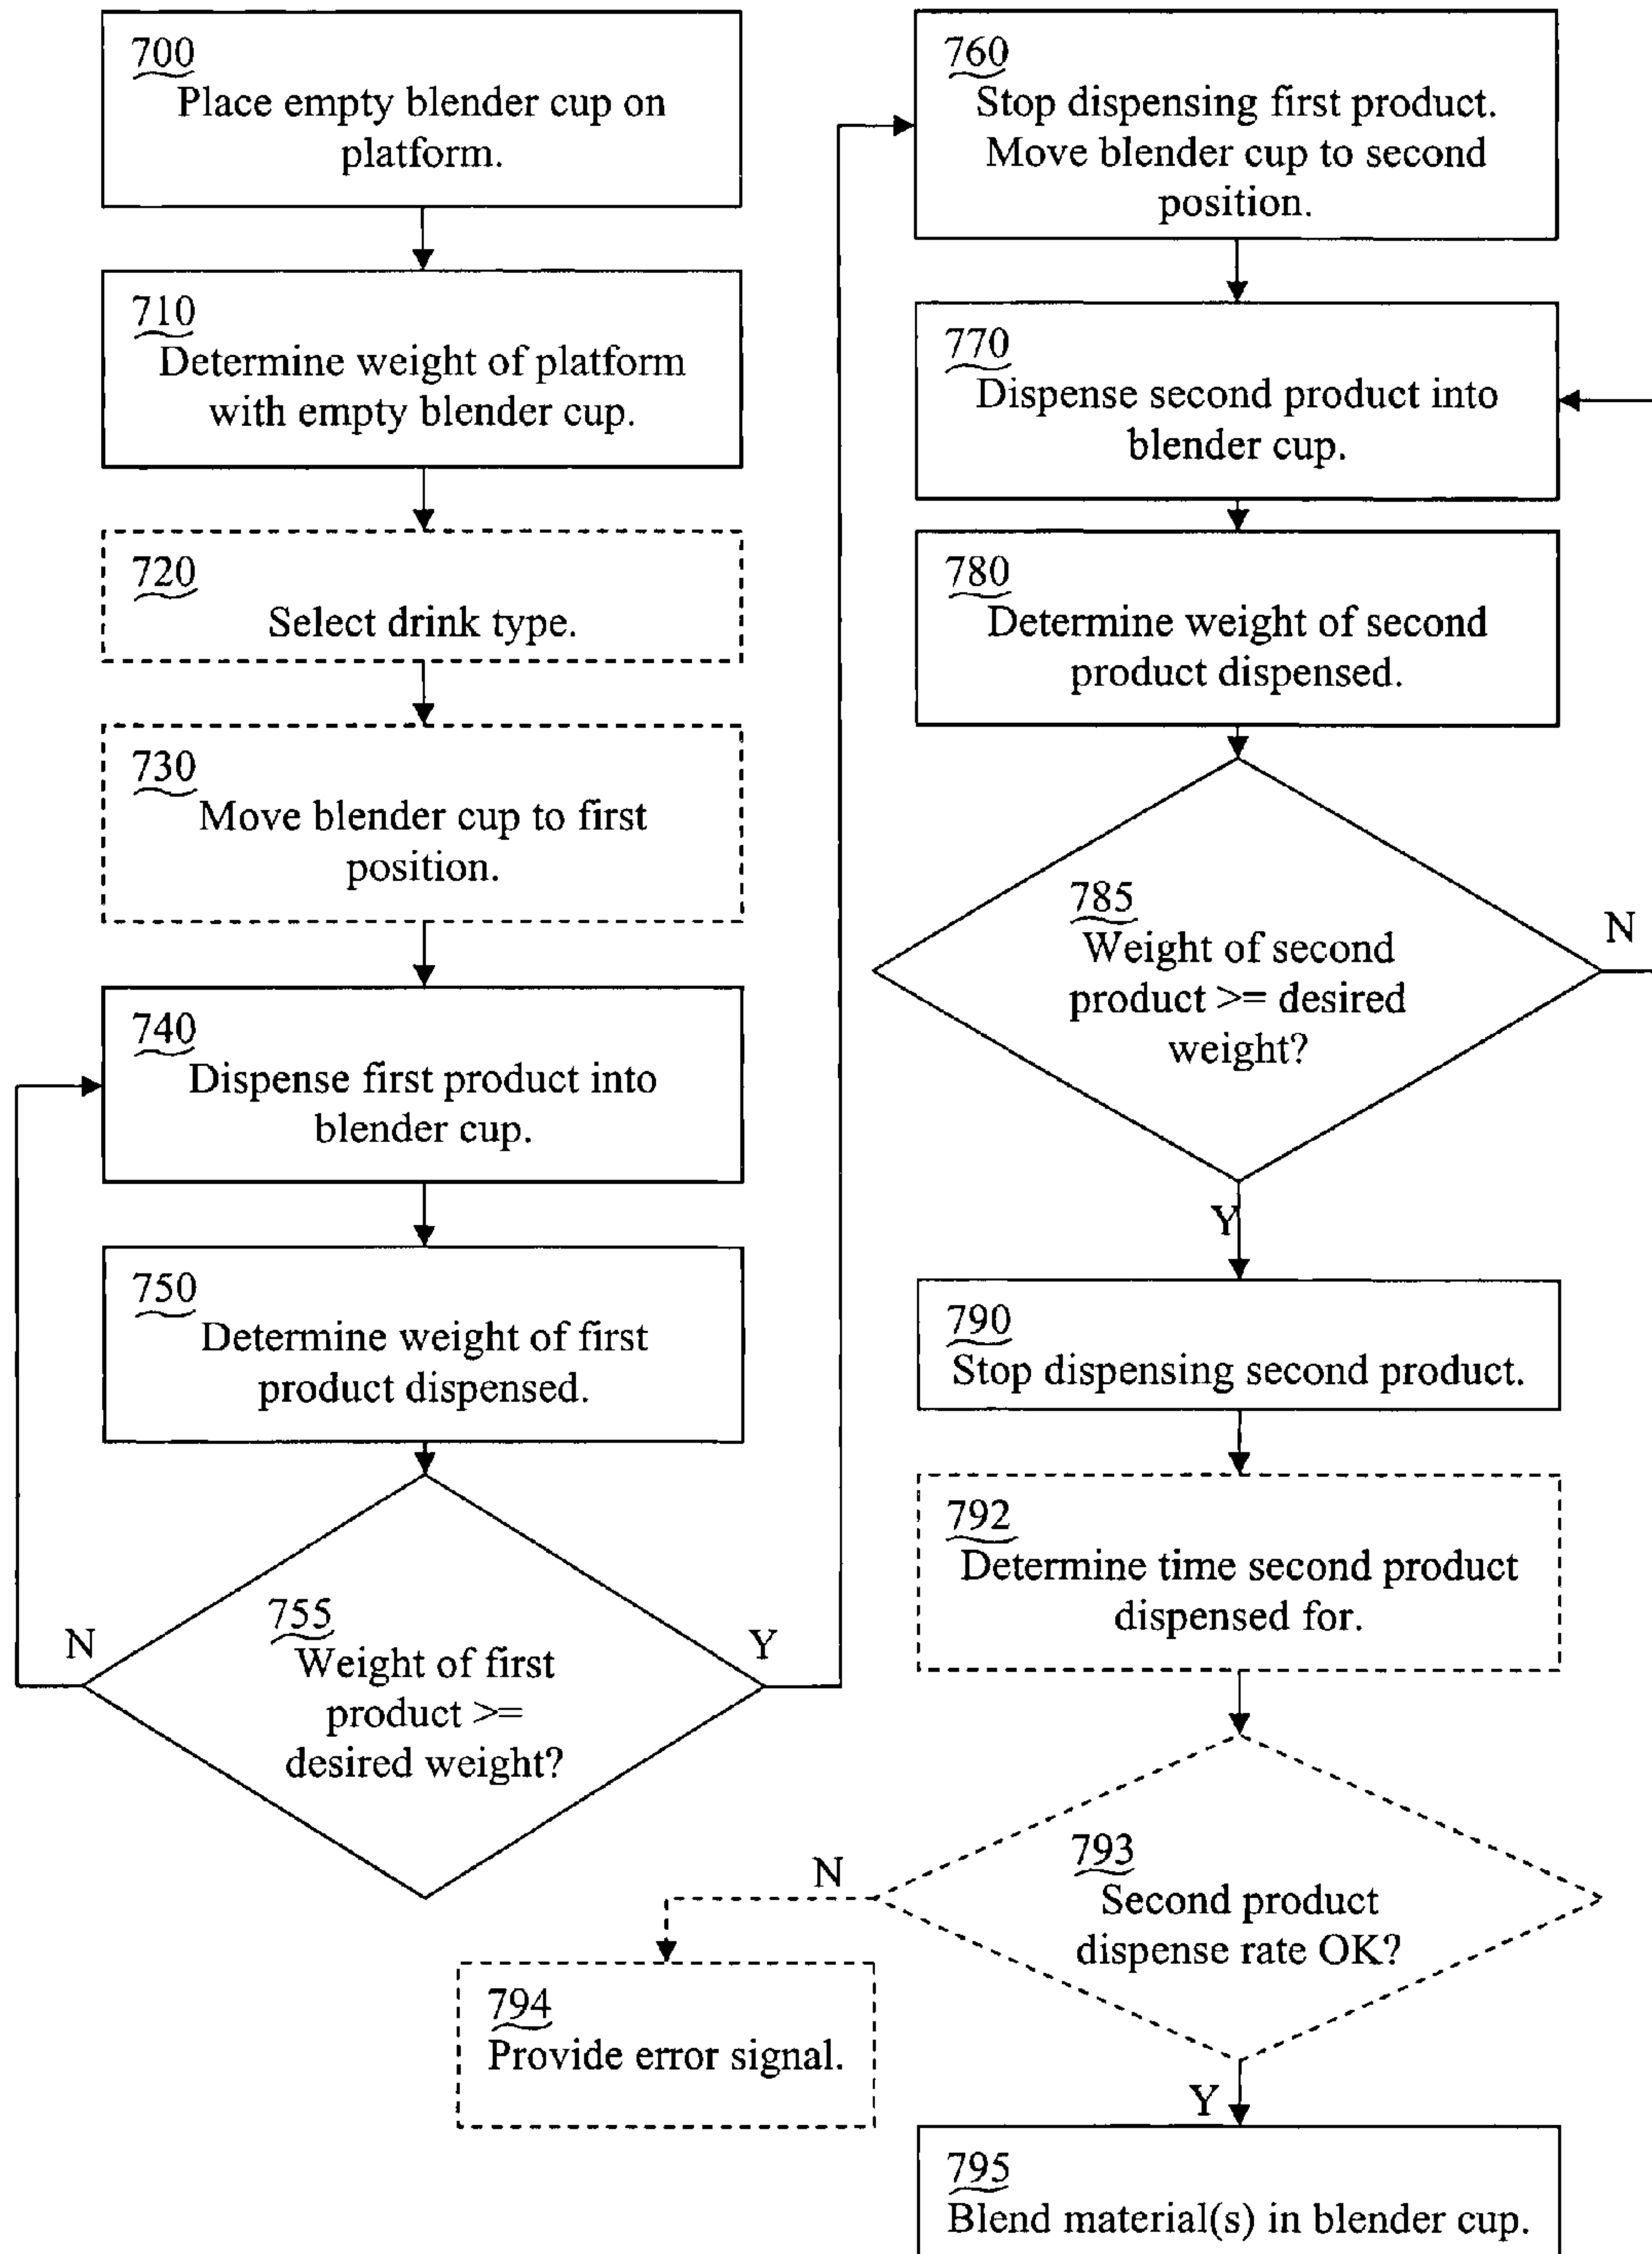 700
Place empty blender cup on
platform.
710
Determine weight of platform
with empty blender cup.
720
Select drink type.
730
Move blender cup to first
position.
740
Dispense first product into
blender cup.
750
Determine weight of first
product dispensed.
N
755
Y
Weight of first
product >=
desired weight?
760
Stop dispensing first product.
Move blender cup to second
position.
770
Dispense second product into
blender cup.
780
Determine weight of second
product dispensed.
785
N
Weight of second
product >= desired
weight?
Y
790
Stop dispensing second product.
792
Determine time second product
dispensed for.
793
N
Second product
dispense rate OK?
794
Provide error signal.
Y
795
Blend material(s) in blender cup.